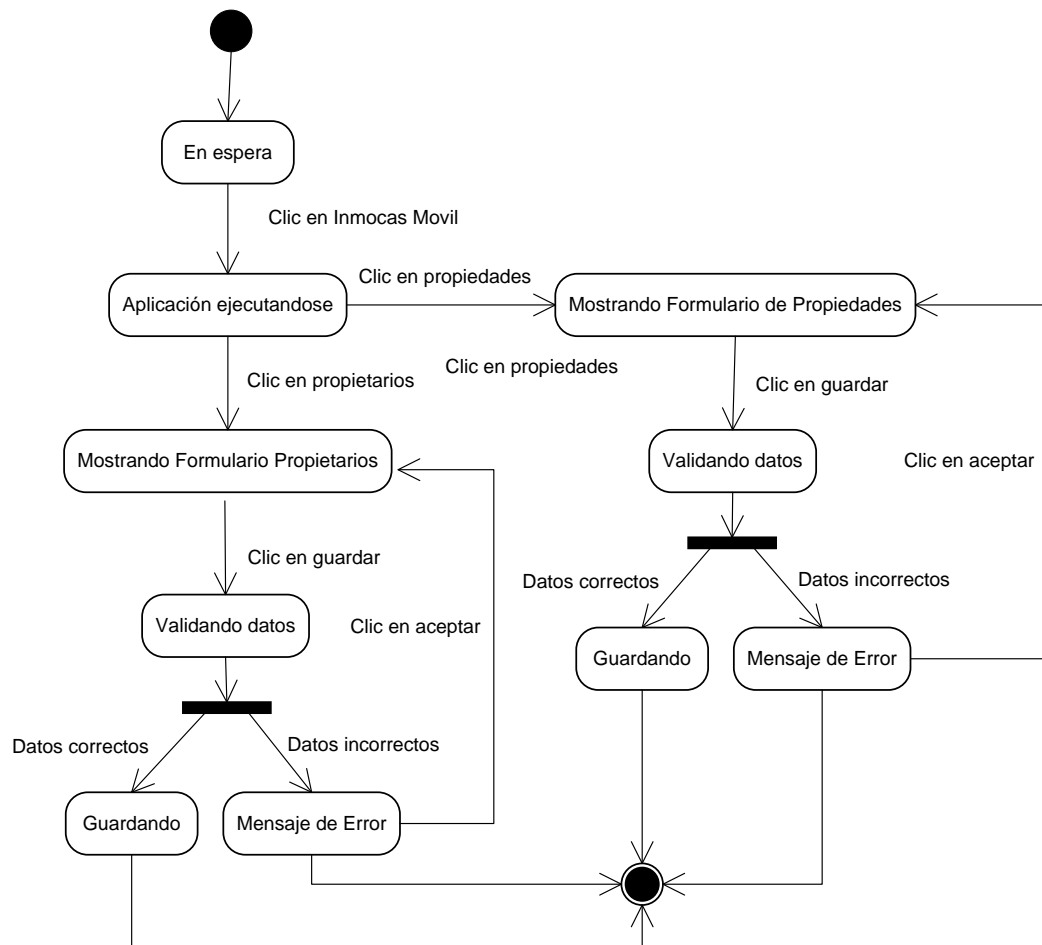 En espera
Clic en Inmocas Movil
Clic en propiedades
Aplicación ejecutandose
Mostrando Formulario de Propiedades
Clic en propiedades
Clic en propietarios
Clic en guardar
Mostrando Formulario Propietarios
Validando datos
Clic en aceptar
Clic en guardar
Datos correctos
Datos incorrectos
Validando datos
Clic en aceptar
Guardando
Mensaje de Error
Datos correctos
Datos incorrectos
Guardando
Mensaje de Error